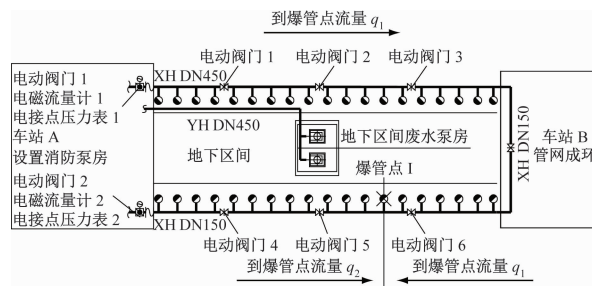 到爆管点流量 q1
电动阀门 1
电动阀门 2
电动阀门 3
XH DN450
电动阀门 1
电磁流量计 1
电接点压力表 1
车站 A
设置消防泵房
电动阀门 2
电磁流量计 2
电接点压力表 2
YH DN450
地下区间
地下区间废水泵房
爆管点 I
XH DN150
车站 B
管网成环
XH DN150
电动阀门 4
电动阀门 5
电动阀门 6
到爆管点流量 q2
到爆管点流量 q1